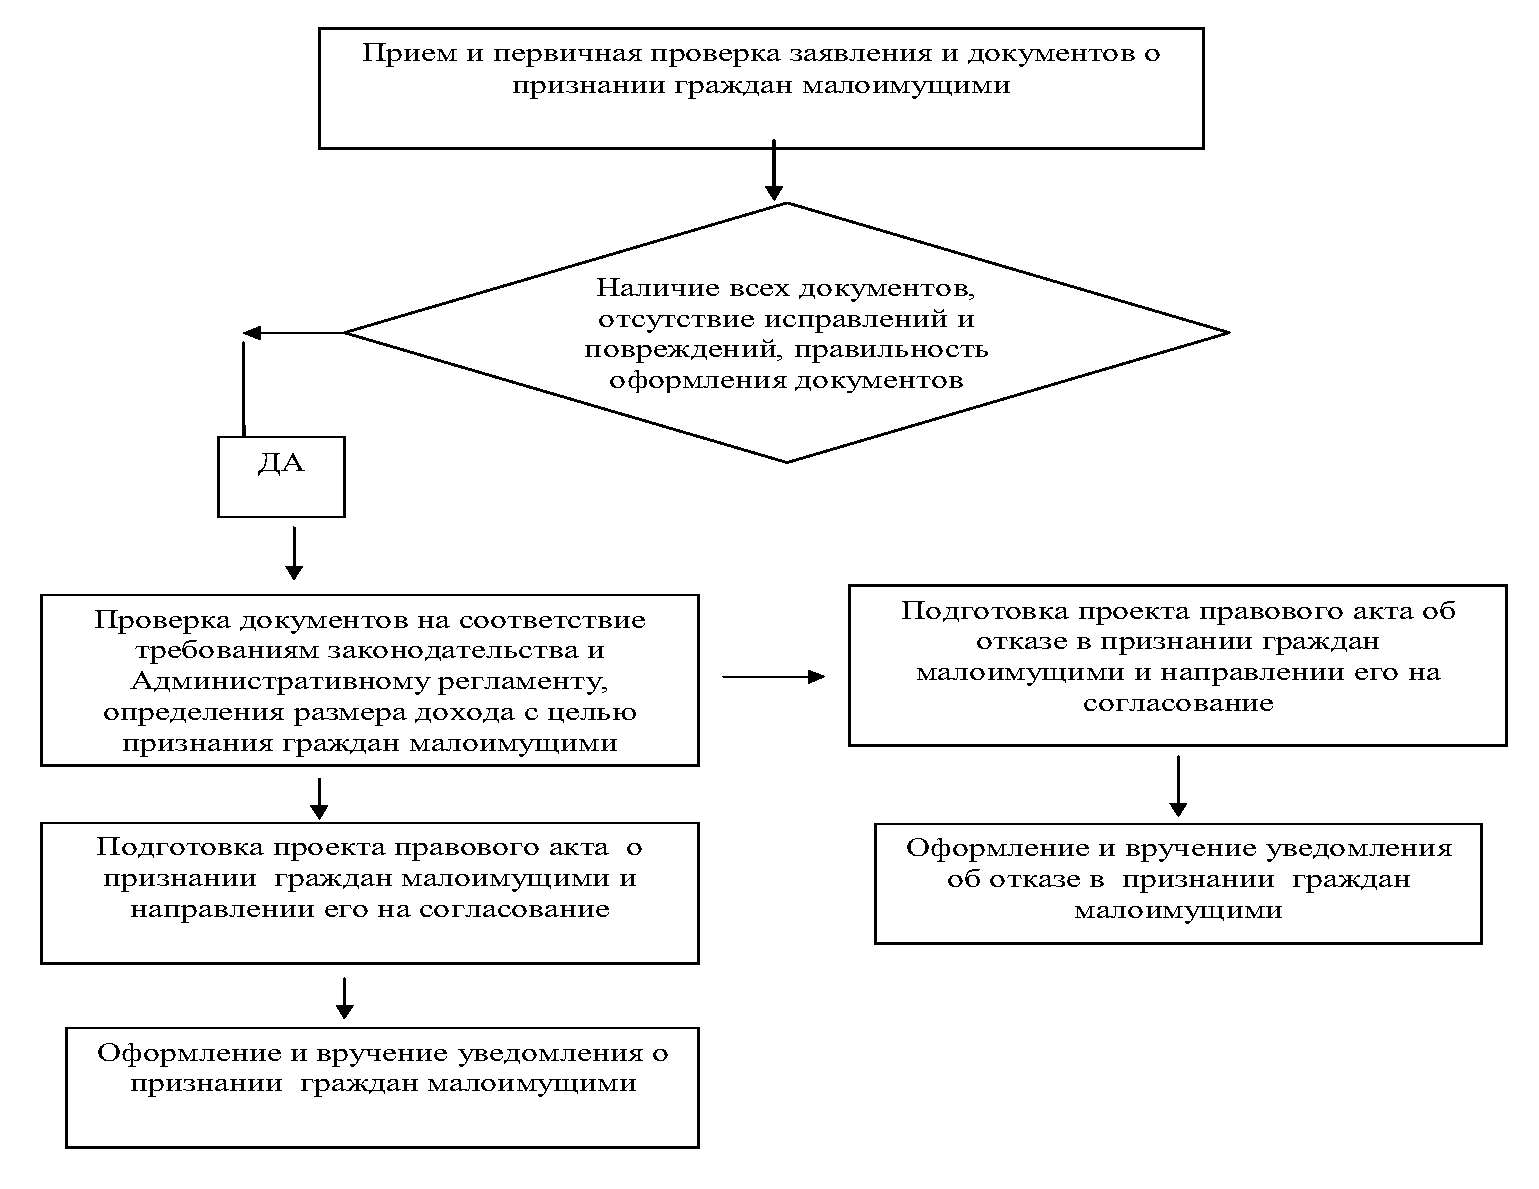 Прием и первичная проверка заявления и документов о
признании граждан малоимущими
Наличие всех документов,
отсутствие исправлений и
повреждений, правильность
оформления документов
ДА
Проверка документов на соответствие
требованиям законодательства и
Административному регламенту,
определения размера дохода с целью
признания граждан малоимущими
Подготовка проекта правового акта об
отказе в признании граждан
малоимущими и направлении его на
согласование
Подготовка проекта правового акта  о
признании  граждан малоимущими и
направлении его на согласование
Оформление и вручение уведомления
об отказе в  признании  граждан
малоимущими
Оформление и вручение уведомления о
признании  граждан малоимущими